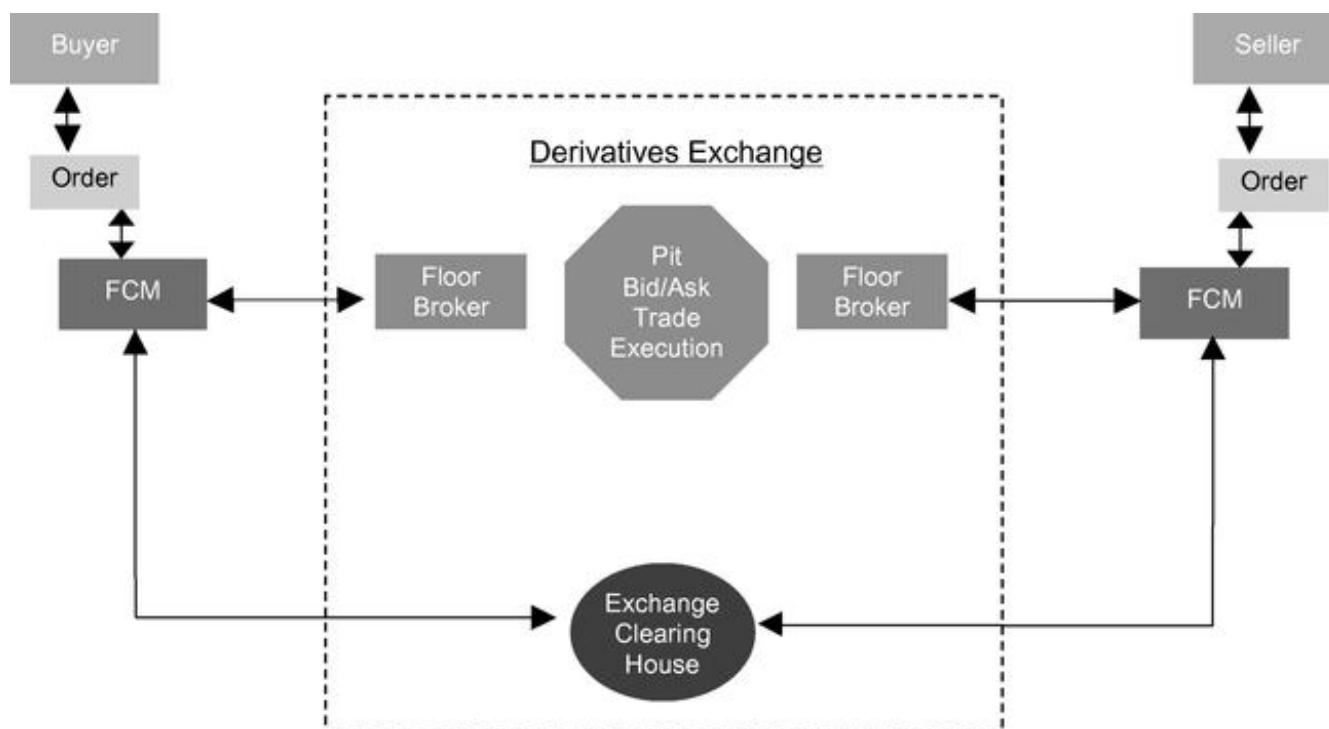 Buyer
Seller
Derivatives Exchange
Order
Order
FCM
Floor
Broker
Pit
Bid/Ask
Trade
Execution
Floor
Broker
FCM
Exchange
Clearing
House